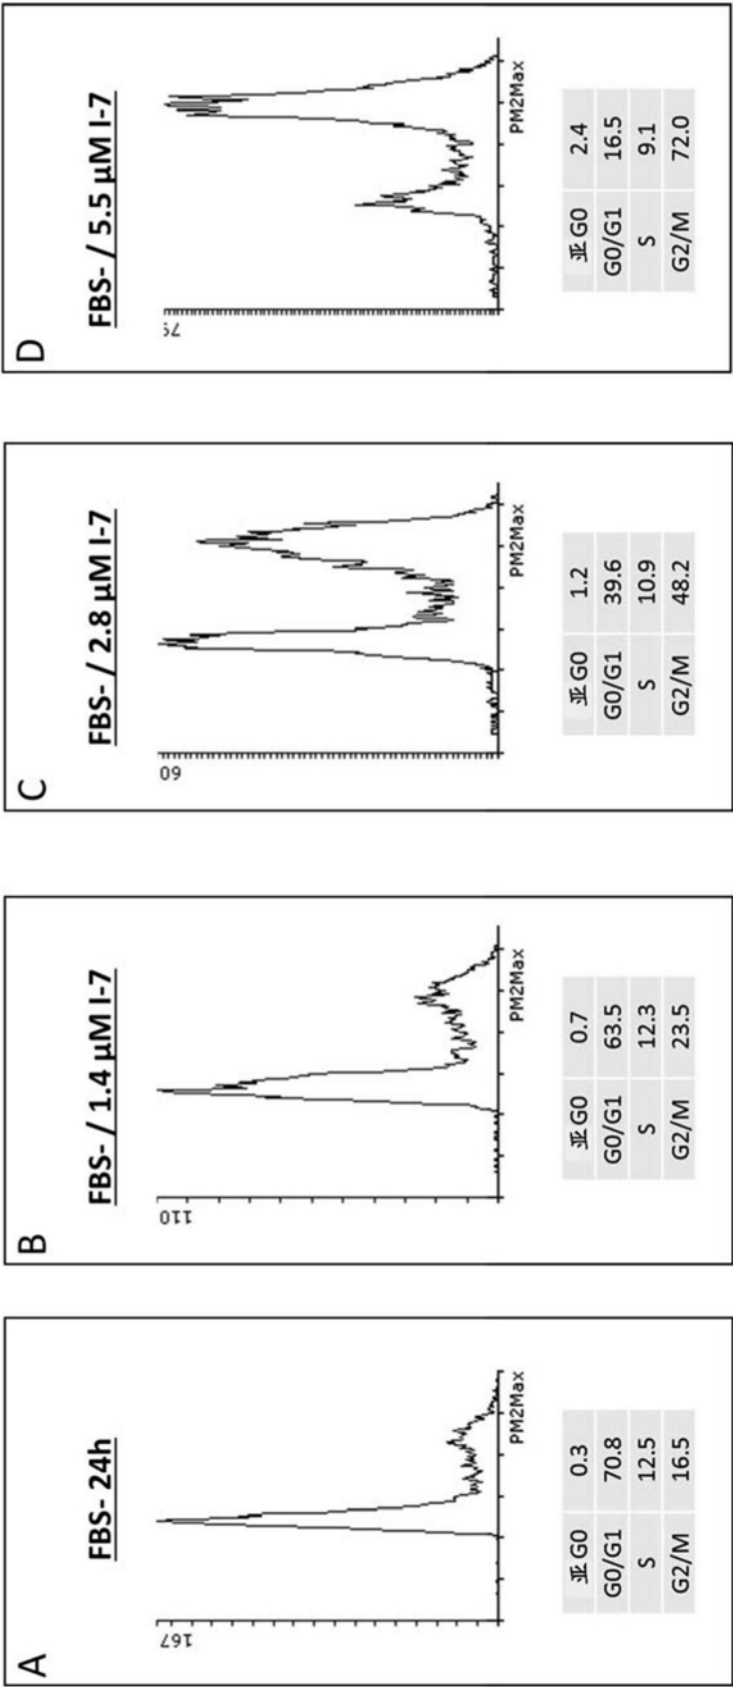 A
FBS- 24h
167
PM2Max
亚G0 0.3
G0/G1 70.8
S 12.5
G2/M 16.5
B
FBS- / 1.4 µM I-7
110
PM2Max
亚G0 0.7
G0/G1 63.5
S 12.3
G2/M 23.5
C
FBS- / 2.8 µM I-7
60
PM2Max
亚G0 1.2
G0/G1 39.6
S 10.9
G2/M 48.2
D
FBS- / 5.5 µM I-7
79
PM2Max
亚G0 2.4
G0/G1 16.5
S 9.1
G2/M 72.0